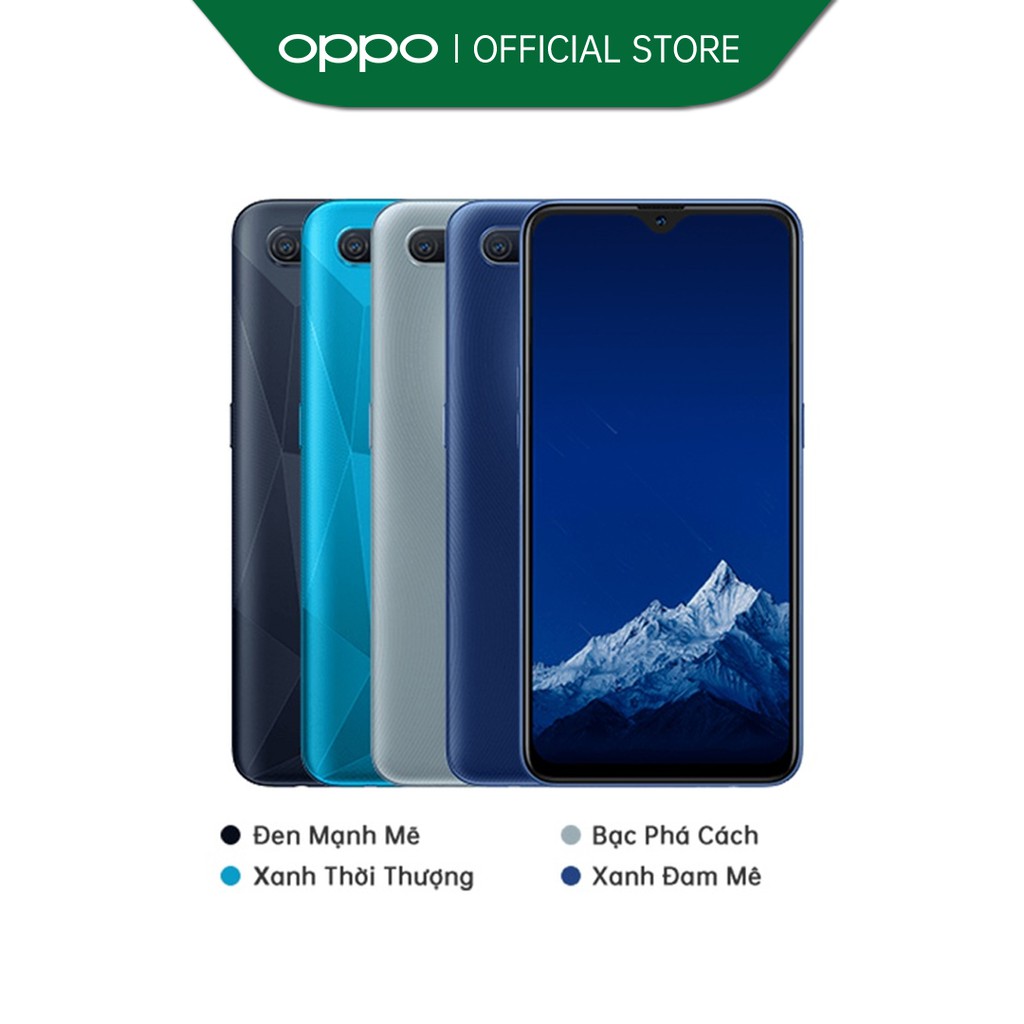 oppo | OFFICIAL STORE
Đen Mạnh Mẽ
Bạc Phá Cách
Xanh Thời Thượng
Xanh Đam Mê